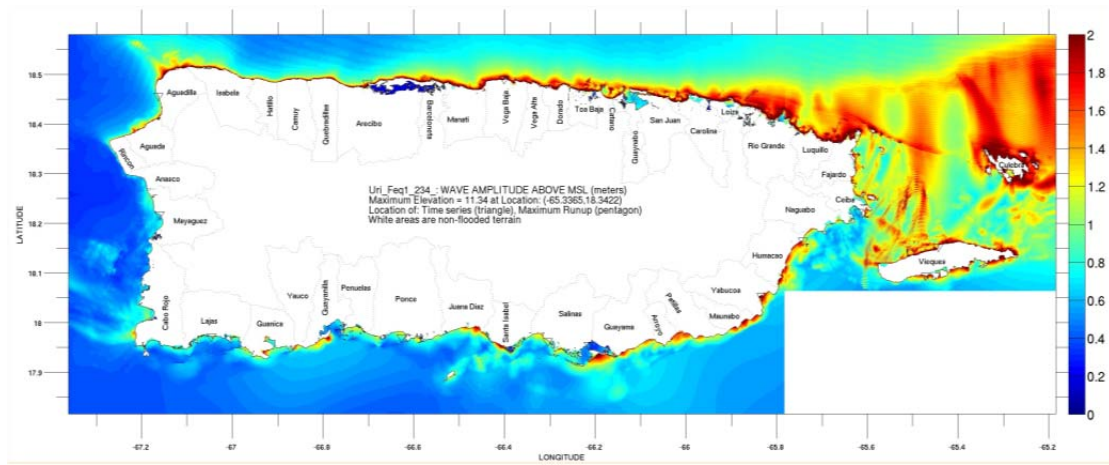 18.5
18.4
18.3
18.2
18.1
18
17.9
LATITUDE
Aguadilla
Isabela
Hatillo
Camuy
Quebradillas
Arecibo
Barceloneta
Manati
Vega Baja
Vega Alta
Dorado
Toa Baja
Catano
Guaynabo
San Juan
Carolina
Loiza
Rio Grande
Luquillo
Fajardo
Culebra
Rincon
Aguada
Anasco
Mayaguez
Uri_Feq1_234_: WAVE AMPLITUDE ABOVE MSL (meters)
Maximum Elevation = 11.34 at Location: (-65.3365,18.3422)
Location of: Time series (triangle), Maximum Runup (pentagon)
White areas are non-flooded terrain
Ceiba
Naguabo
Humacao
Vieques
Cabo Rojo
Lajas
Guanica
Yauco
Guayanilla
Penuelas
Ponce
Juana Diaz
Santa Isabel
Salinas
Guayama
Arroyo
Patillas
Yabucoa
Maunabo
2
1.8
1.6
1.4
1.2
1
0.8
0.6
0.4
0.2
0
-67.2
-67
-66.8
-66.6
-66.4
-66.2
-66
-65.8
-65.6
-65.4
-65.2
LONGITUDE